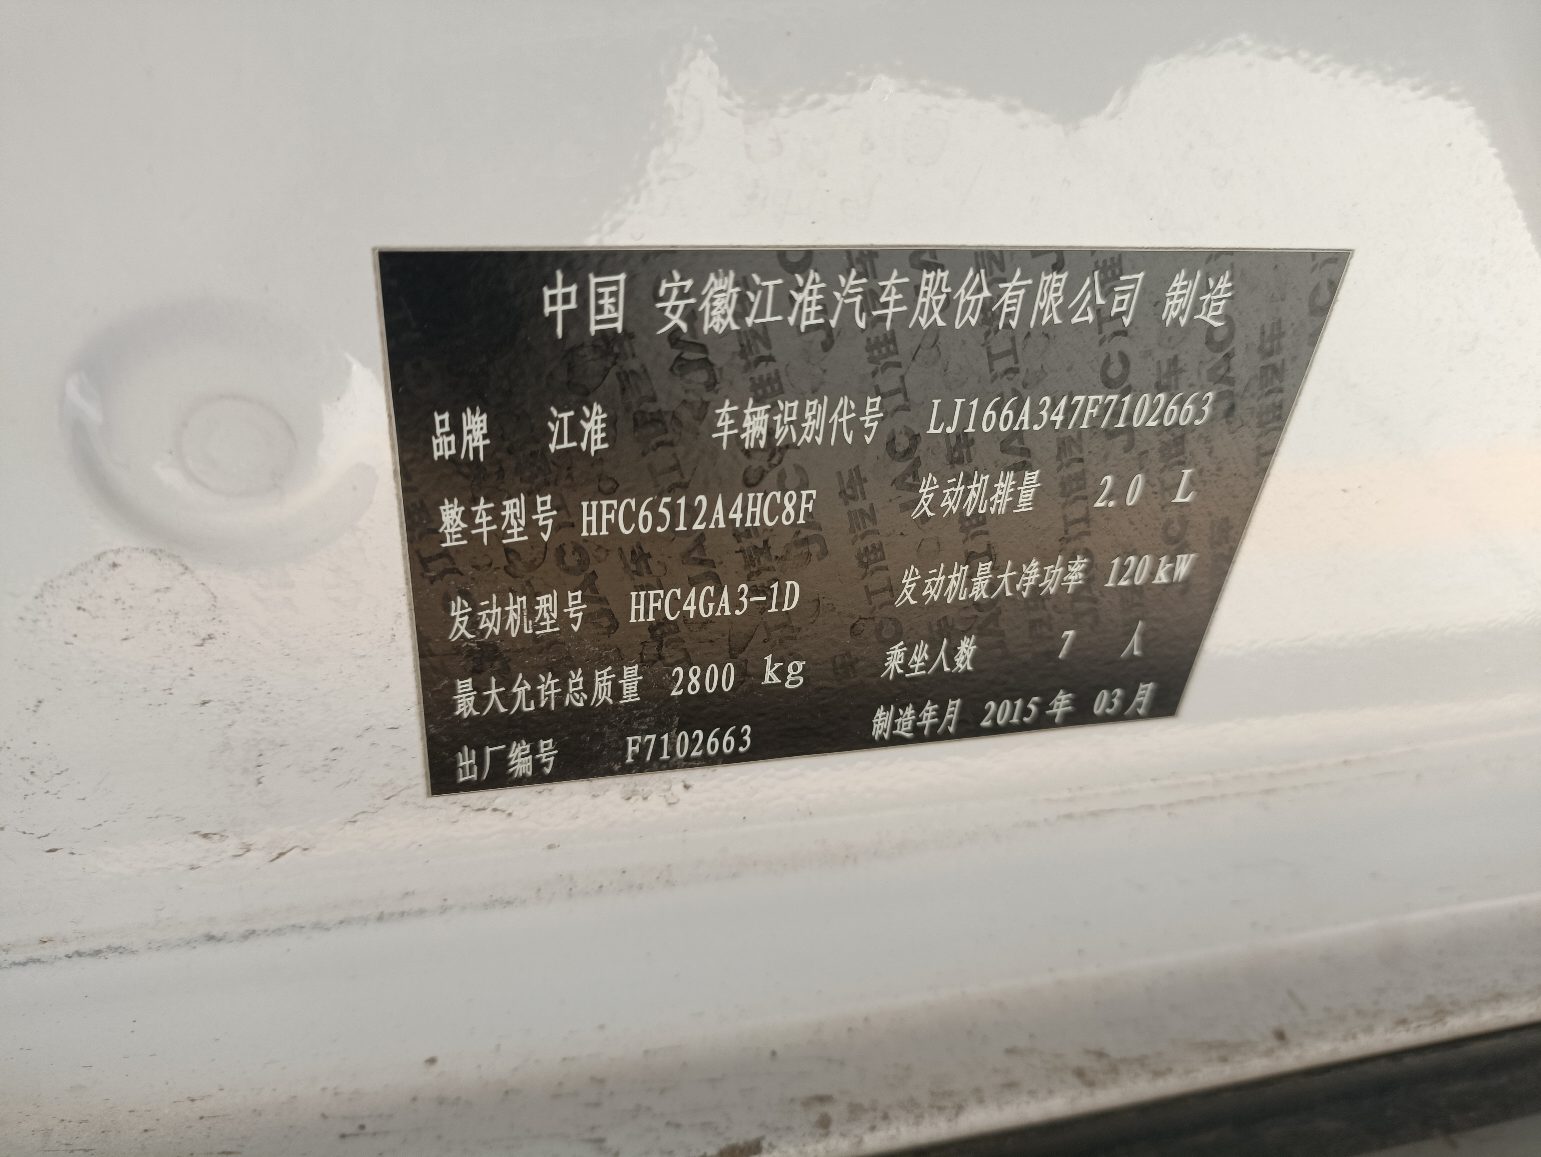 中国 安徽江淮汽车股份有限公司 制造
品牌 江淮 车辆识别代号 LJ166A347F7102663
整车型号 HFC6512A4HC8F 发动机排量 2.0 L
发动机型号 HFC4GA3-1D 发动机最大净功率 120kW
最大允许总质量 2800 kg 乘坐人数 7 人
出厂编号 F7102663 制造年月 2015年 03月